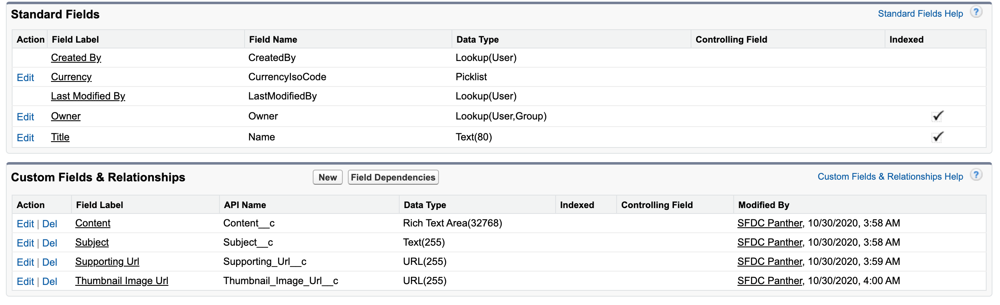 Standard Fields
Standard Fields Help ?
Action Field Label Field Name Data Type Controlling Field Indexed
Created By CreatedBy Lookup(User)
Edit Currency CurrencyIsoCode Picklist
Last Modified By LastModifiedBy Lookup(User)
Edit Owner Owner Lookup(User,Group)
Edit Title Name Text(80)
Custom Fields & Relationships
New Field Dependencies
Custom Fields & Relationships Help ?
Action Field Label API Name Data Type Indexed Controlling Field Modified By
Edit | Del Content Content__c Rich Text Area(32768) SFDC Panther, 10/30/2020, 3:58 AM
Edit | Del Subject Subject__c Text(255) SFDC Panther, 10/30/2020, 3:58 AM
Edit | Del Supporting Url Supporting_Url__c URL(255) SFDC Panther, 10/30/2020, 3:59 AM
Edit | Del Thumbnail Image Url Thumbnail_Image_Url__c URL(255) SFDC Panther, 10/30/2020, 4:00 AM